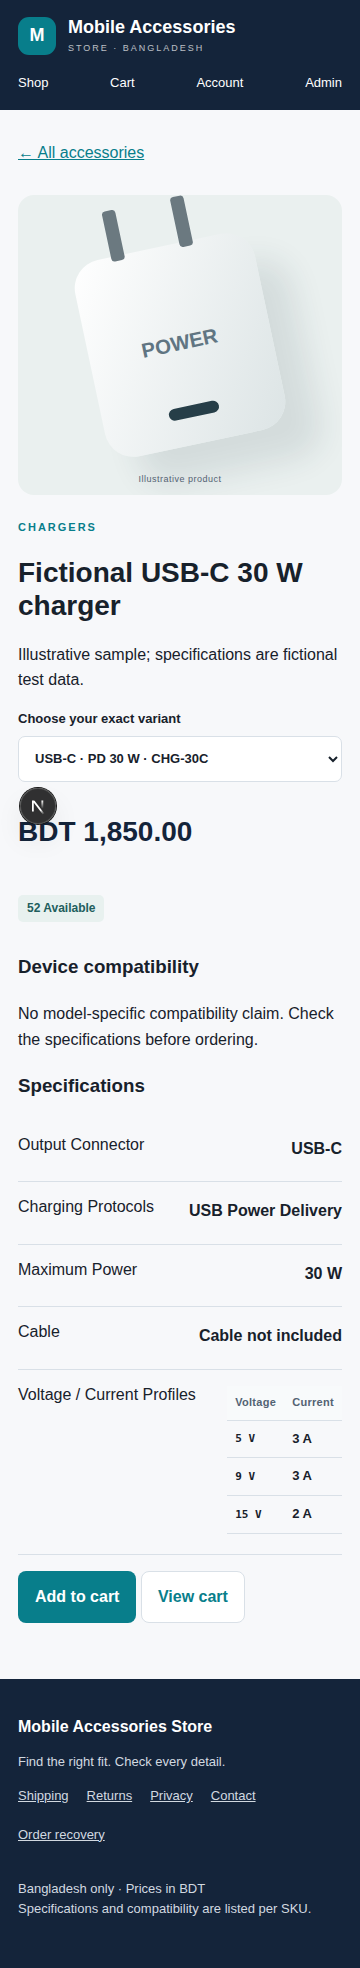 M
Mobile Accessories
STORE · BANGLADESH
Shop Cart Account Admin
← All accessories
POWER
Illustrative product
CHARGERS
Fictional USB-C 30 W
charger
Illustrative sample; specifications are fictional
test data.
Choose your exact variant
USB-C · PD 30 W · CHG-30C
N
BDT 1,850.00
52 Available
Device compatibility
No model-specific compatibility claim. Check
the specifications before ordering.
Specifications
Output Connector USB-C
Charging Protocols USB Power Delivery
Maximum Power 30 W
Cable Cable not included
Voltage / Current Profiles
Voltage Current
5 V 3 A
9 V 3 A
15 V 2 A
Add to cart View cart
Mobile Accessories Store
Find the right fit. Check every detail.
Shipping Returns Privacy Contact
Order recovery
Bangladesh only · Prices in BDT
Specifications and compatibility are listed per SKU.